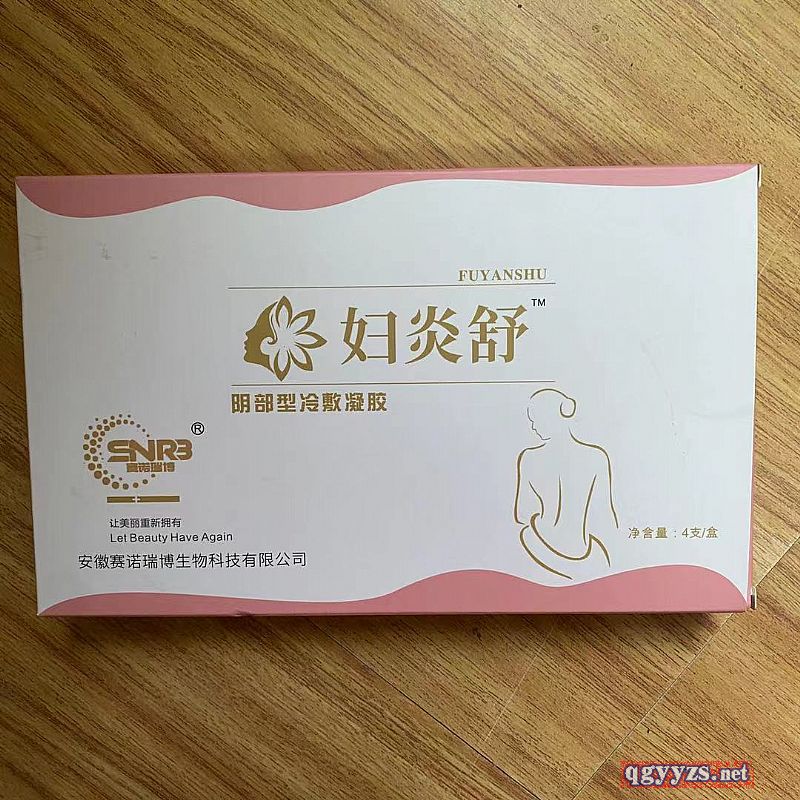 FUYANSHU
妇炎舒™
阴部型冷敷凝胶
SNRB®
赛诺瑞博
让美丽重新拥有
Let Beauty Have Again
安徽赛诺瑞博生物科技有限公司
净含量：4支/盒
qgyyzs.net